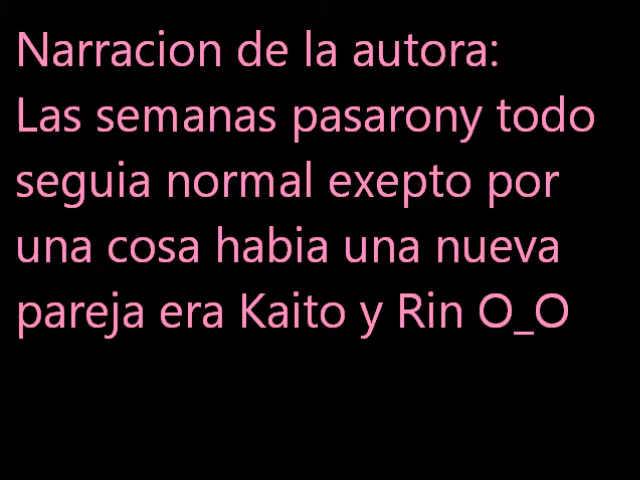 Narracion de la autora:
Las semanas pasarony todo
seguia normal exepto por
una cosa habia una nueva
pareja era Kaito y Rin O_O